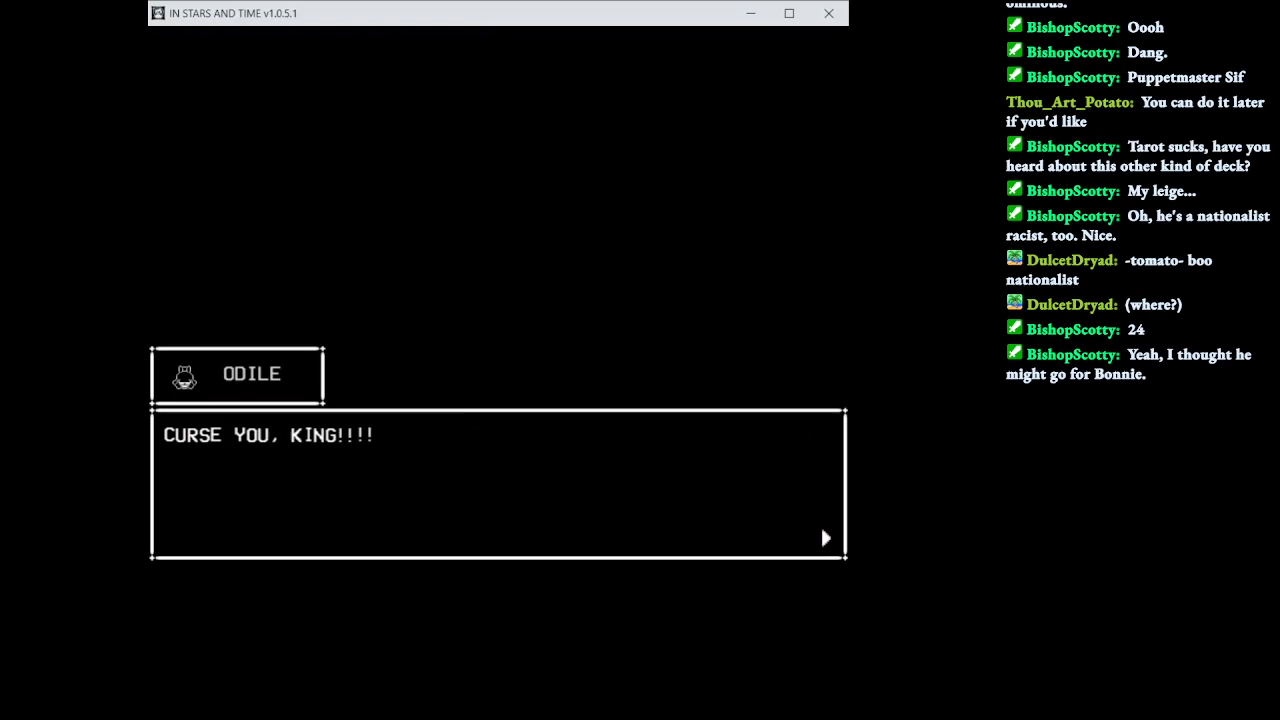 IN STARS AND TIME v1.0.5.1
ODILE
CURSE YOU, KING!!!!
ominous.
BishopScotty: Oooh
BishopScotty: Dang.
BishopScotty: Puppetmaster Sif
Thou_Art_Potato: You can do it later
if you'd like
BishopScotty: Tarot sucks, have you
heard about this other kind of deck?
BishopScotty: My leige...
BishopScotty: Oh, he's a nationalist
racist, too. Nice.
DulcetDryad: -tomato- boo
nationalist
DulcetDryad: (where?)
BishopScotty: 24
BishopScotty: Yeah, I thought he
might go for Bonnie.